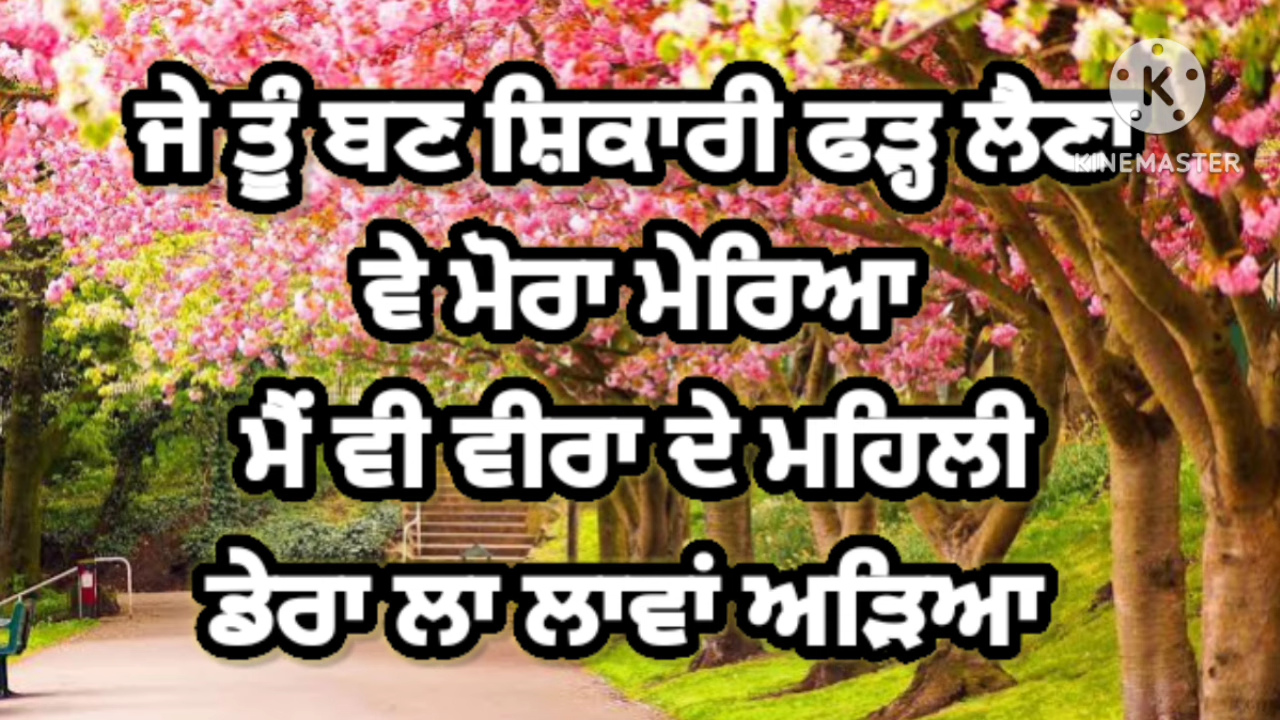 ਜੇ ਤੂੰ ਬਣ ਸ਼ਿਕਾਰੀ ਫੜ੍ਹ ਲੈਣਾ
ਵੇ ਮੋਰਾ ਮੇਰਿਆ
ਮੈਂ ਵੀ ਵੀਰਾ ਦੇ ਮਹਿਲੀ
ਡੇਰਾ ਲਾ ਲਾਵਾਂ ਅੜਿਆ
K
KINEMASTER